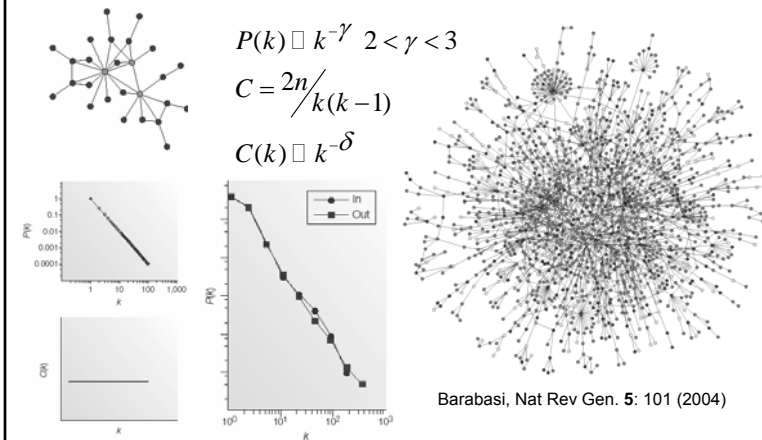 P(k) □ k^{-γ} 2 < γ < 3
C = 2n/k(k−1)
C(k) □ k^{-δ}
P(k)
1
0.1
0.01
0.001
0.0001
1 10 100 1,000
k
C(k)
k
In
Out
P(k)
10^0 10^1 10^2 10^3
k
Barabasi, Nat Rev Gen. 5: 101 (2004)